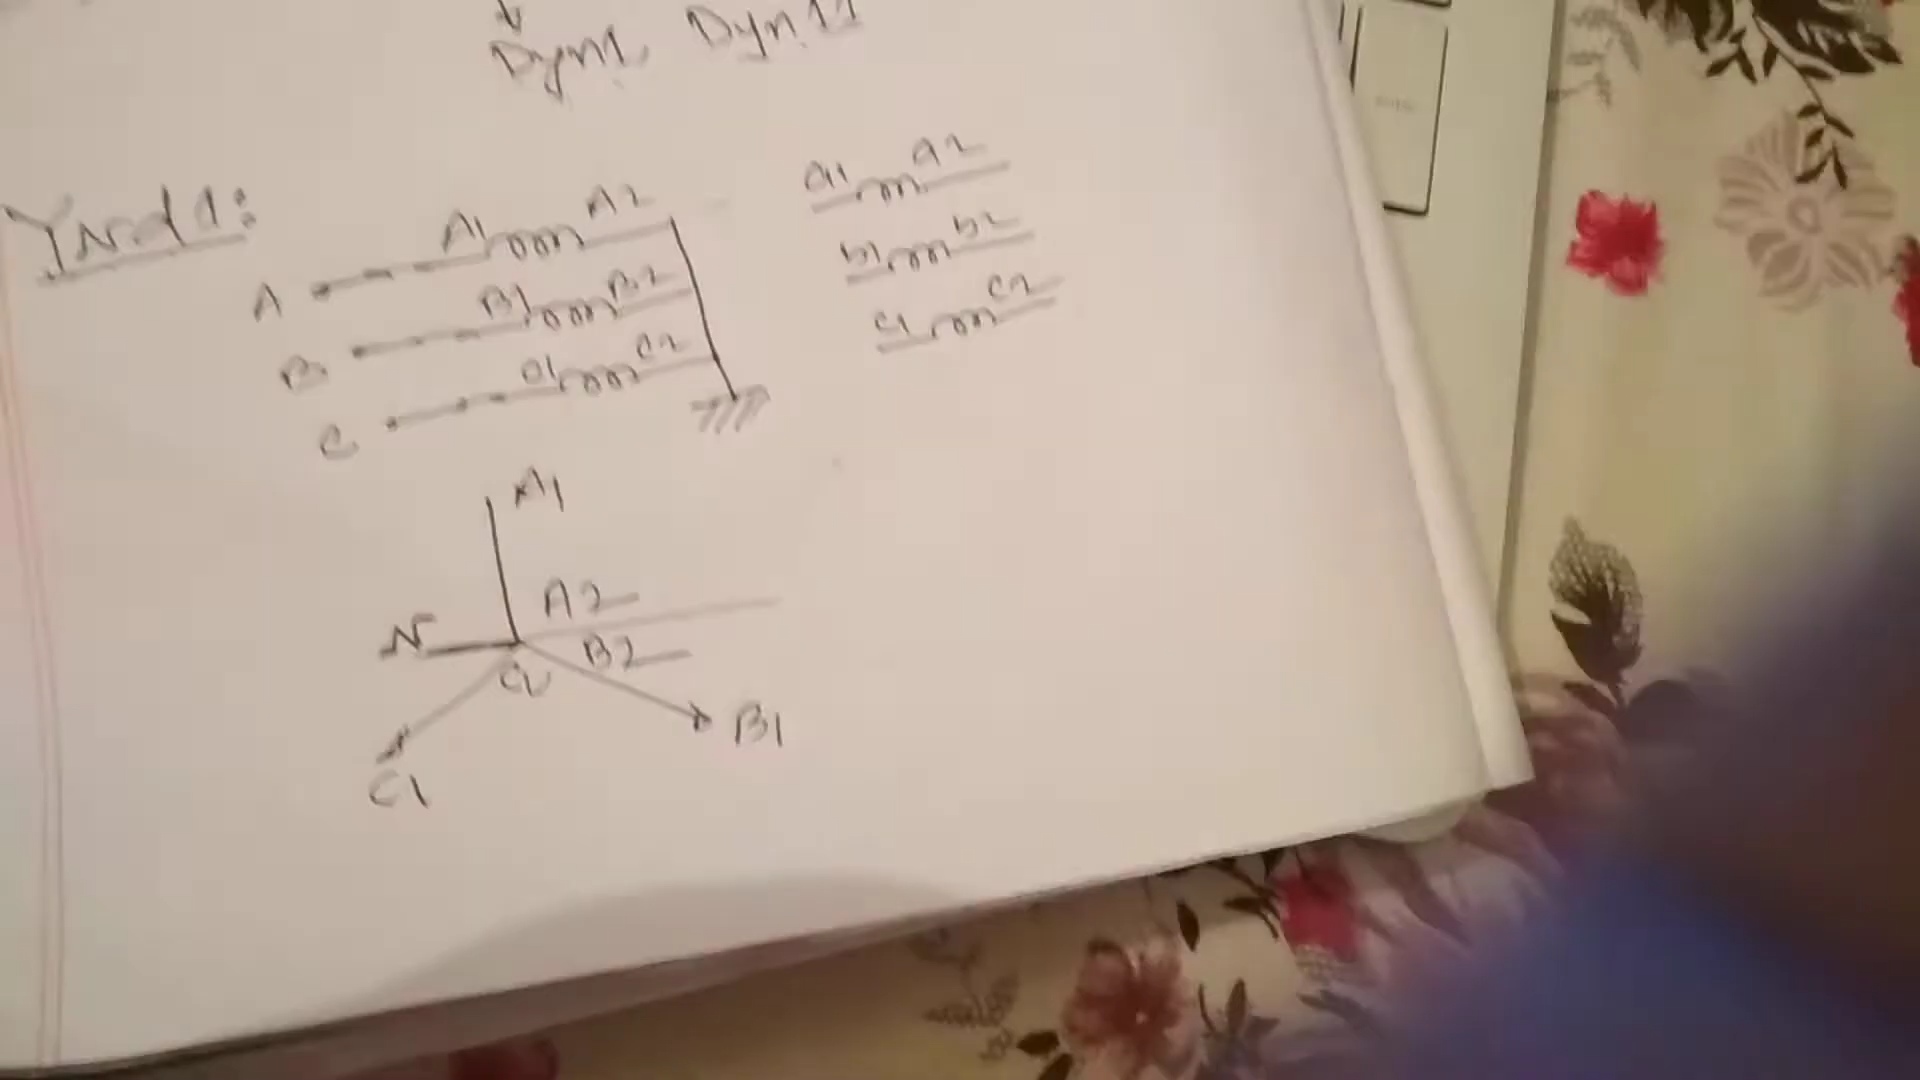 Dyn1, Dyn11
YNd1:
A1 A2 a1 a2
A B1 B2 b1 b2
B C1 C2 c1 c2
C
A1
A2
N B2
C2
B1
C1